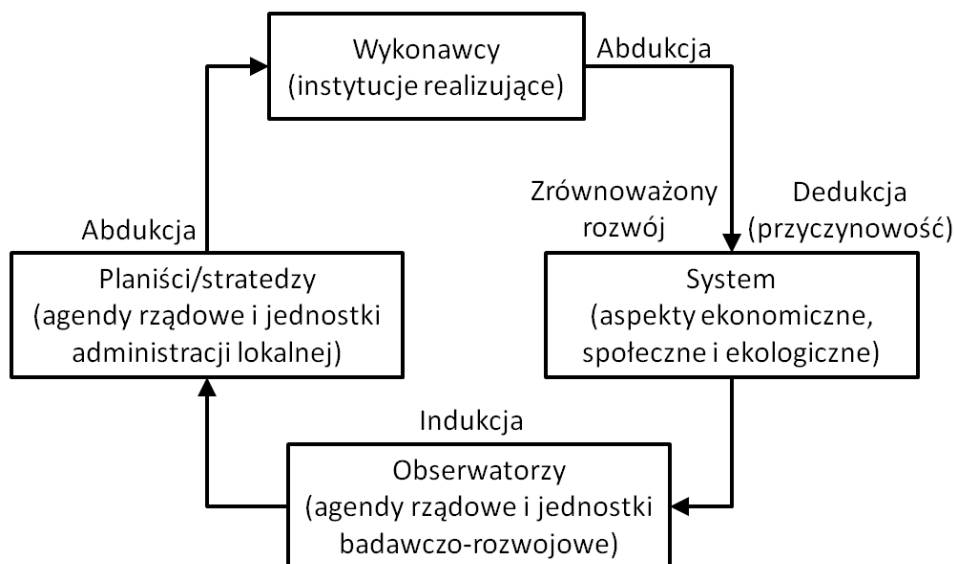 Wykonawcy
(instytucje realizujące)
Abdukcja
Zrównoważony
rozwój
Dedukcja
(przyczynowość)
Abdukcja
Planiści/stratedzy
(agendy rządowe i jednostki
administracji lokalnej)
System
(aspekty ekonomiczne,
społeczne i ekologiczne)
Indukcja
Obserwatorzy
(agendy rządowe i jednostki
badawczo-rozwojowe)